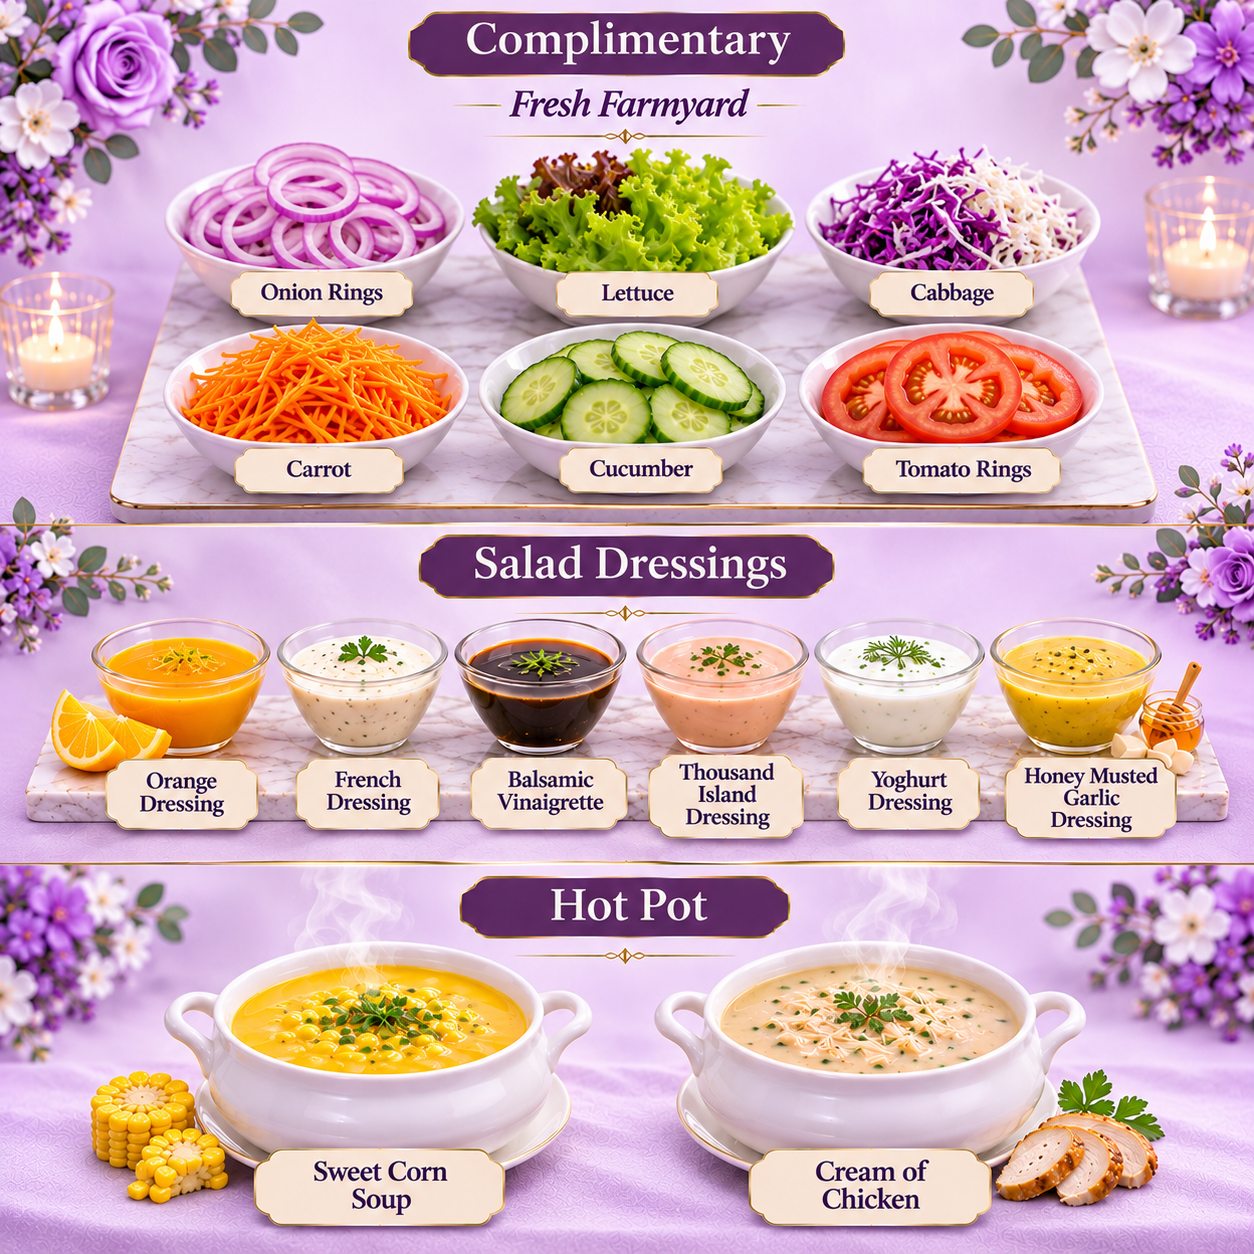 Complimentary
Fresh Farmyard
Onion Rings
Lettuce
Cabbage
Carrot
Cucumber
Tomato Rings
Salad Dressings
Orange
Dressing
French
Dressing
Balsamic
Vinaigrette
Thousand
Island
Dressing
Yoghurt
Dressing
Honey Musted
Garlic
Dressing
Hot Pot
Sweet Corn
Soup
Cream of
Chicken